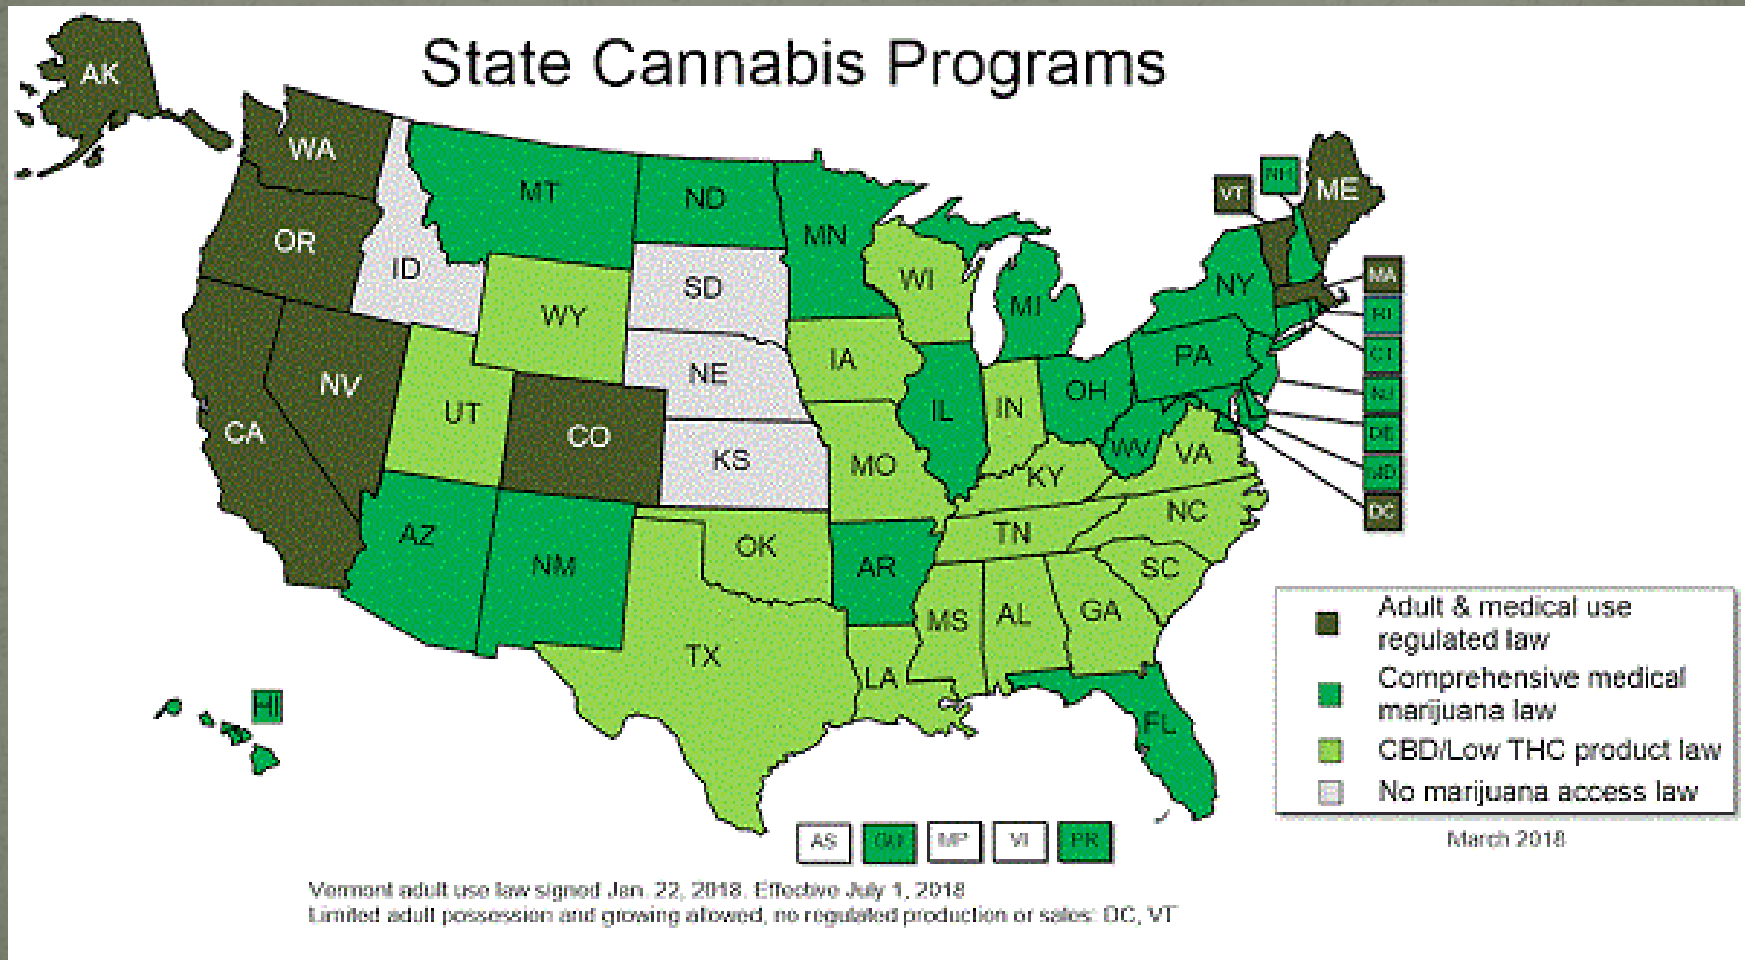 State Cannabis Programs
AK
WA
OR
ID
MT
ND
MN
SD
WI
WY
NV
CA
UT
CO
NE
KS
IA
MO
IL
IN
MI
OH
PA
NY
VT
NH
ME
MA
RI
CT
NJ
DE
MD
DC
WV
VA
KY
NC
TN
SC
AZ
NM
OK
AR
TX
LA
MS
AL
GA
FL
HI
Adult & medical use
regulated law
Comprehensive medical
marijuana law
CBD/Low THC product law
No marijuana access law
March 2018
AS
GU
MP
VI
PR
Vermont adult use law signed Jan. 22, 2018. Effective July 1, 2018
Limited adult possession and growing allowed, no regulated production or sales: DC, VT